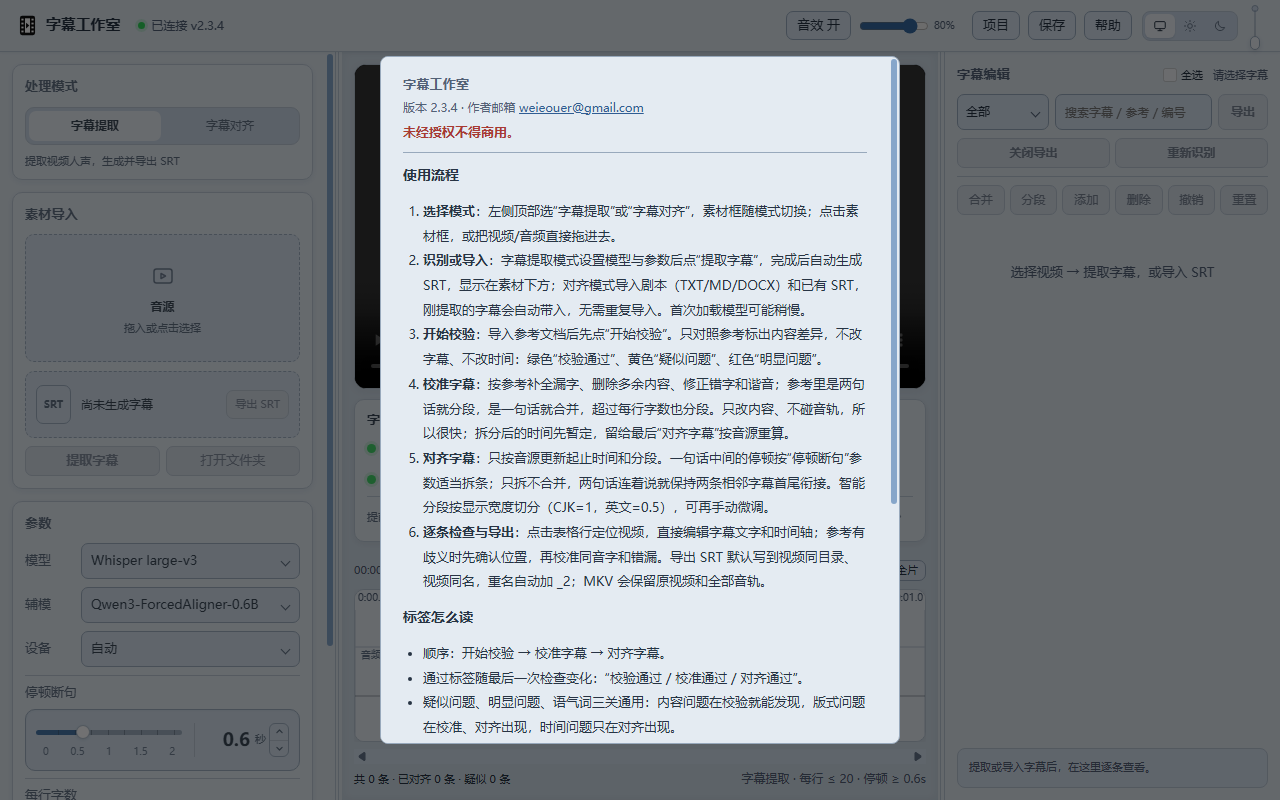 字幕工作室
已连接 v2.3.4
音效 开
80%
项目
保存
帮助
处理模式
字幕提取
字幕对齐
提取视频人声，生成并导出 SRT
素材导入
音源
拖入或点击选择
SRT
尚未生成字幕
导出 SRT
提取字幕
打开文件夹
参数
模型
Whisper large-v3
辅模
Qwen3-ForcedAligner-0.6B
设备
自动
停顿断句
0.6 秒
0 0.5 1 1.5 2
每行字数
字幕工作室
版本 2.3.4 · 作者邮箱 weieouer@gmail.com
未经授权不得商用。
使用流程
1. 选择模式：左侧顶部选“字幕提取”或“字幕对齐”，素材框随模式切换；点击素
材框，或把视频/音频直接拖进去。
2. 识别或导入：字幕提取模式设置模型与参数后点“提取字幕”，完成后自动生成
SRT，显示在素材下方；对齐模式导入剧本（TXT/MD/DOCX）和已有 SRT，
刚提取的字幕会自动带入，无需重复导入。首次加载模型可能稍慢。
3. 开始校验：导入参考文档后先点“开始校验”。只对照参考标出内容差异，不改
字幕、不改时间：绿色“校验通过”、黄色“疑似问题”、红色“明显问题”。
4. 校准字幕：按参考补全漏字、删除多余内容、修正错字和谐音；参考里是两句
话就分段，是一句话就合并，超过每行字数也分段。只改内容、不碰音轨，所
以很快；拆分后的时间先暂定，留给最后“对齐字幕”按音源重算。
5. 对齐字幕：只按音源更新起止时间和分段。一句话中间的停顿按“停顿断句”参
数适当拆条；只拆不合并，两句话连着说就保持两条相邻字幕首尾衔接。智能
分段按显示宽度切分（CJK=1，英文=0.5），可再手动微调。
6. 逐条检查与导出：点击表格行定位视频，直接编辑字幕文字和时间轴；参考有
歧义时先确认位置，再校准同音字和错漏。导出 SRT 默认写到视频同目录、
视频同名，重名自动加 _2；MKV 会保留原视频和全部音轨。
标签怎么读
• 顺序：开始校验 → 校准字幕 → 对齐字幕。
• 通过标签随最后一次检查变化：“校验通过 / 校准通过 / 对齐通过”。
• 疑似问题、明显问题、语气词三关通用：内容问题在校验就能发现，版式问题
在校准、对齐出现，时间问题只在对齐出现。
共 0 条 · 已对齐 0 条 · 疑似 0 条
字幕提取 · 每行 ≤ 20 · 停顿 ≥ 0.6s
字幕编辑
全选
请选择字幕
全部
搜索字幕 / 参考 / 编号
导出
关闭导出
重新识别
合并
分段
添加
删除
撤销
重置
选择视频 → 提取字幕，或导入 SRT
提取或导入字幕后，在这里逐条查看。